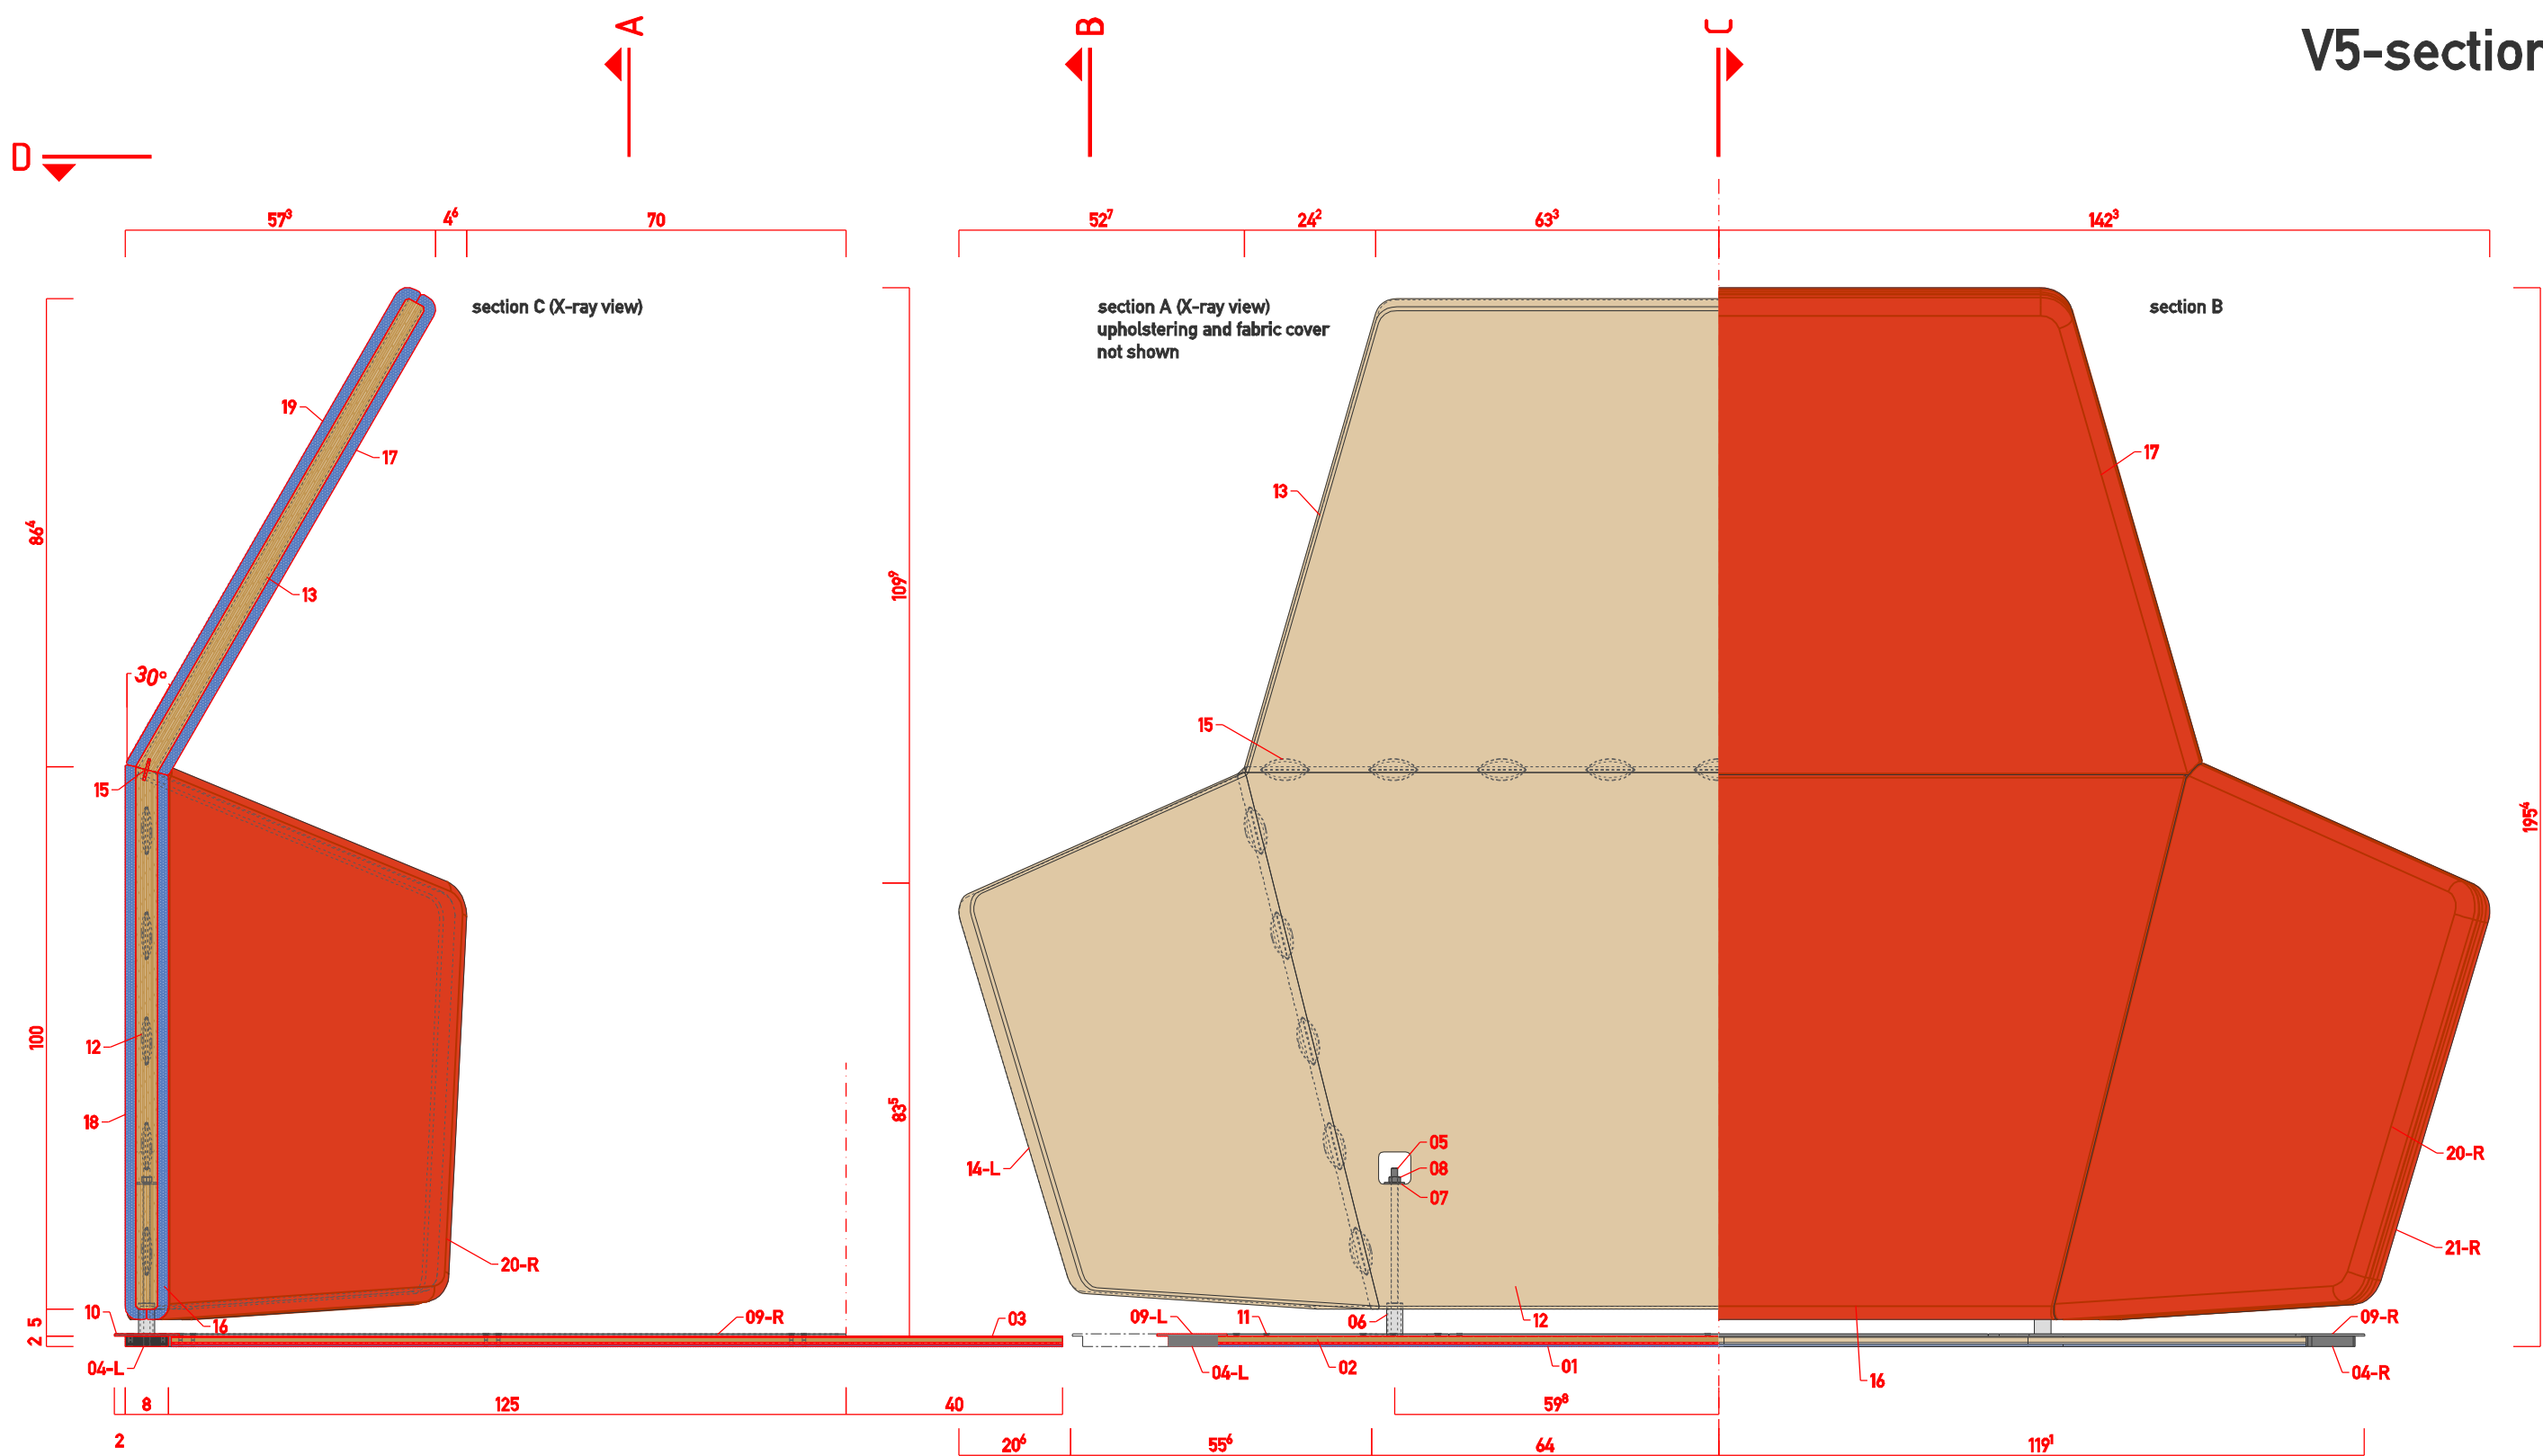 A
B
C
V5-section
D
57³
4⁶
70
52⁷
24²
63³
142³
section C (X-ray view)
section A (X-ray view)
upholstering and fabric cover
not shown
section B
19
17
17
13
13
86⁴
109⁹
30°
15
15
195⁴
100
12
18
83⁵
14-L
05
08
07
20-R
21-R
20-R
10
16
09-R
03
09-L
11
06
12
09-R
5
2
04-L
04-L
02
01
16
04-R
8
125
40
59⁸
2
20⁶
55⁶
64
119¹